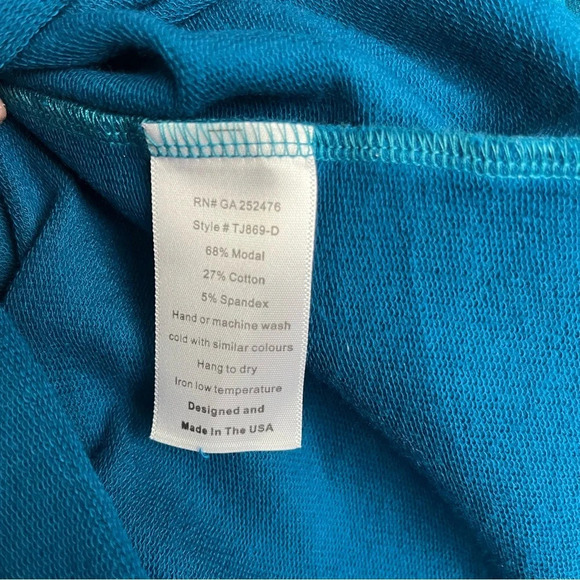 RN# GA 252476
Style # TJ869-D
68% Modal
27% Cotton
5% Spandex
Hand or machine wash
cold with similar colours
Hang to dry
Iron low temperature
Designed and
Made In The USA